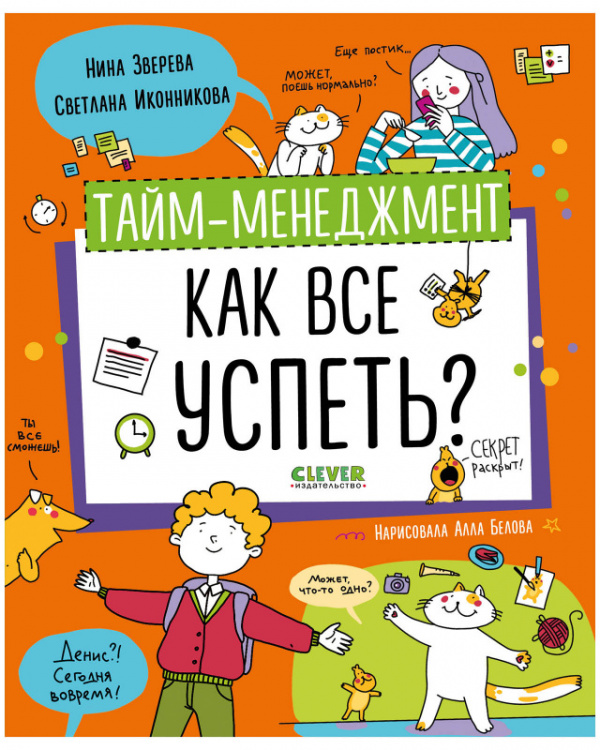 Нина Зверева
Светлана Иконникова
Еще постик...
Может,
поешь нормально?
Тайм-менеджмент
Как все
успеть?
Ты
все
сможешь!
Секрет
раскрыт!
CLEVER
издательство
Нарисовала Алла Белова
Может,
что-то одно?
Денис?!
Сегодня
вовремя!